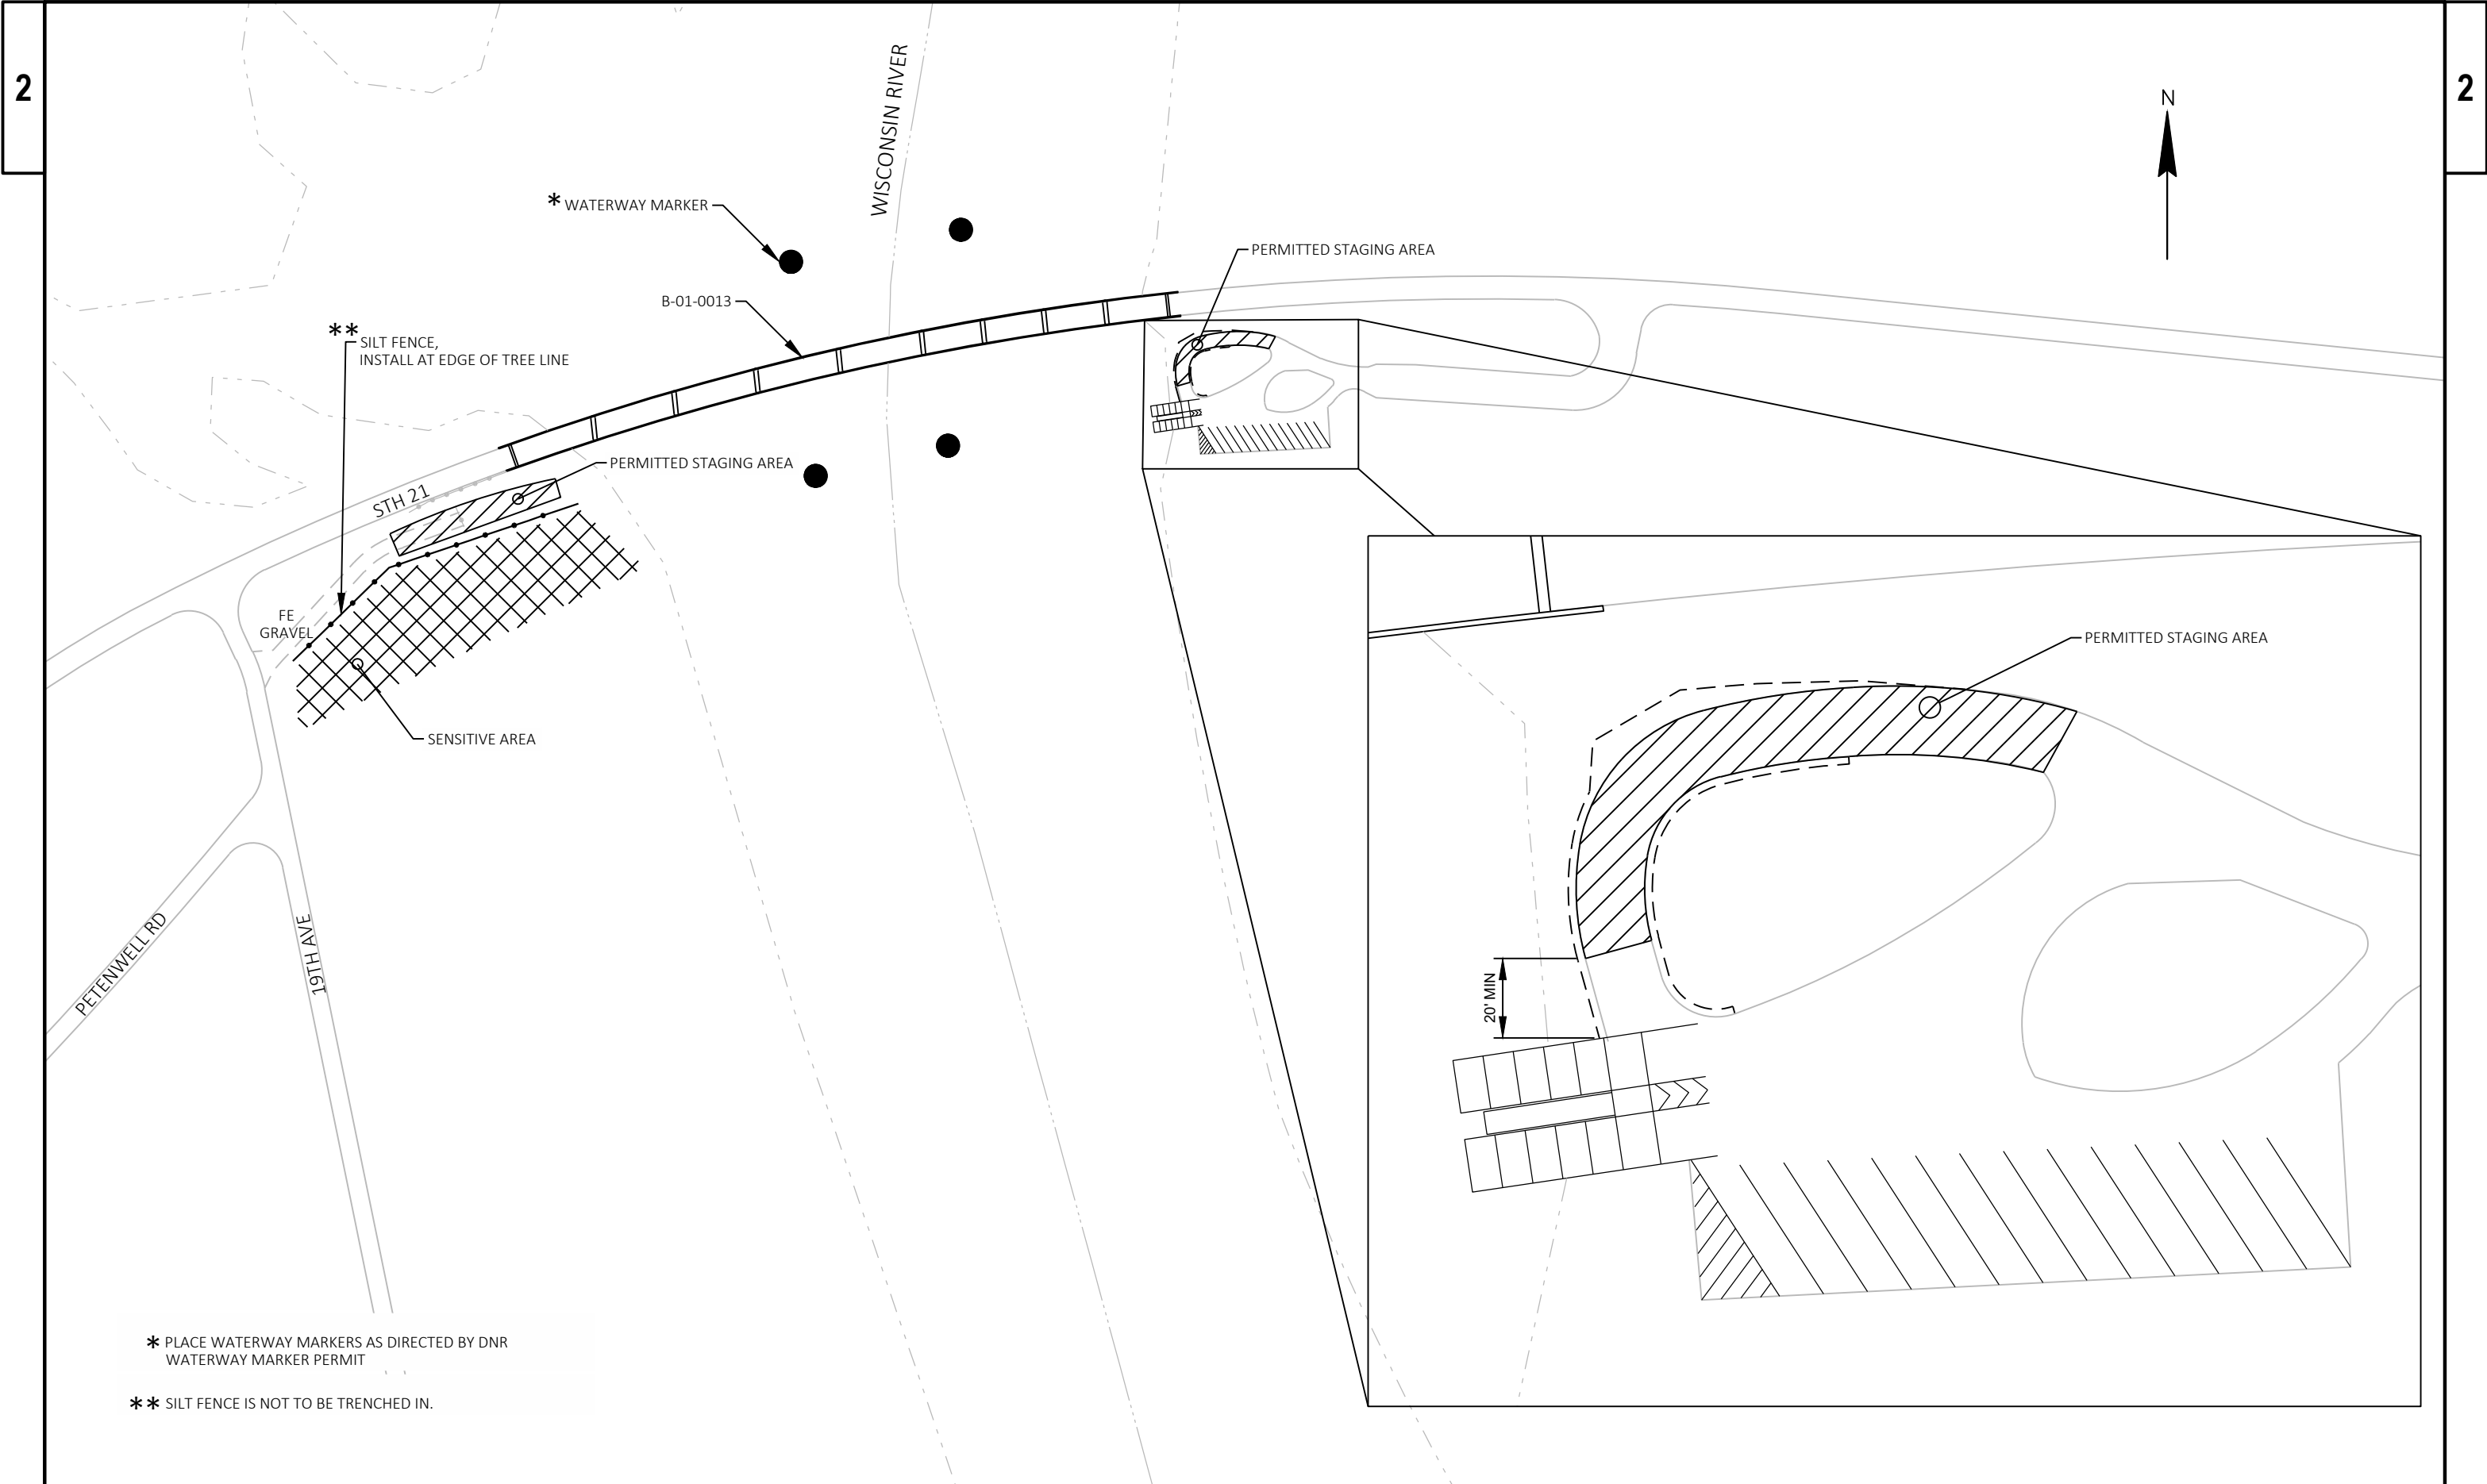 2
2
WISCONSIN RIVER
N
* WATERWAY MARKER
PERMITTED STAGING AREA
B-01-0013
**
SILT FENCE,
INSTALL AT EDGE OF TREE LINE
PERMITTED STAGING AREA
STH 21
FE
GRAVEL
PERMITTED STAGING AREA
SENSITIVE AREA
PETENWELL RD
19TH AVE
20' MIN
* PLACE WATERWAY MARKERS AS DIRECTED BY DNR
WATERWAY MARKER PERMIT
** SILT FENCE IS NOT TO BE TRENCHED IN.